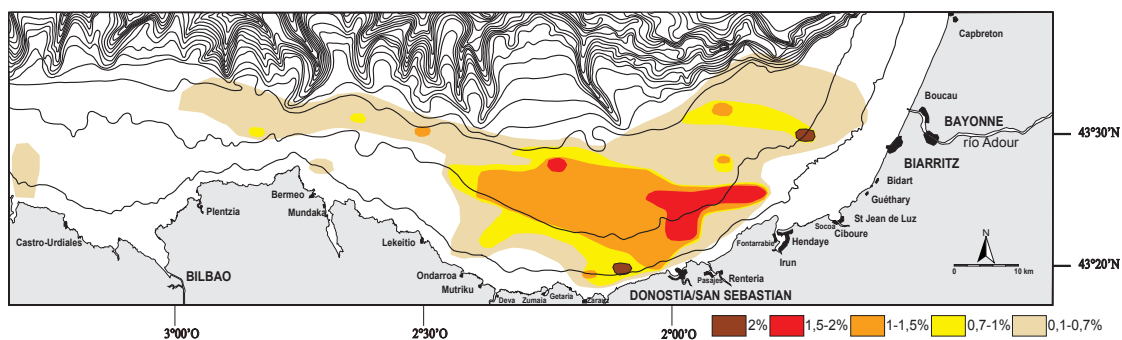 Capbreton
Boucau
BAYONNE
río Adour
43°30'N
BIARRITZ
Bidart
Guéthary
St Jean de Luz
Socoa
Ciboure
Fontarrabie
Hendaye
Irun
N
0 10 km
43°20'N
Castro-Urdiales
Plentzia
BILBAO
Bermeo
Mundaka
Lekeitio
Ondarroa
Mutriku
Deva
Zumaia
Getaria
Zarautz
DONOSTIA/SAN SEBASTIAN
Pasajes
Renteria
3°00'O
2°30'O
2°00'O
2%
1,5-2%
1-1,5%
0,7-1%
0,1-0,7%